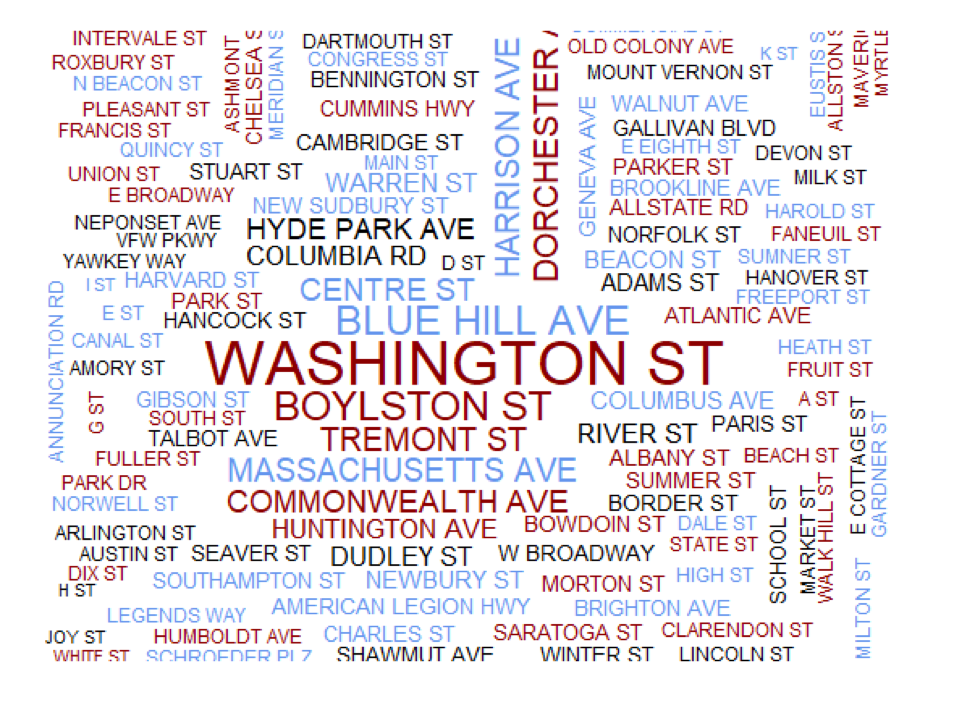 INTERVALE ST
ROXBURY ST
N BEACON ST
ASHMONT
CHELSEA S
MERIDIAN S
DARTMOUTH ST
CONGRESS ST
BENNINGTON ST
HARRISON AVE
DORCHESTER A
OLD COLONY AVE
K ST
MOUNT VERNON ST
EUSTIS S
ALLSTON S
MAVERI
MYRTLE
PLEASANT ST
CUMMINS HWY
WALNUT AVE
FRANCIS ST
CAMBRIDGE ST
GENEVA AVE
GALLIVAN BLVD
QUINCY ST
MAIN ST
E EIGHTH ST
DEVON ST
UNION ST
STUART ST
WARREN ST
PARKER ST
MILK ST
E BROADWAY
NEW SUDBURY ST
BROOKLINE AVE
ALLSTATE RD
HAROLD ST
NEPONSET AVE
HYDE PARK AVE
NORFOLK ST
FANEUIL ST
VFW PKWY
COLUMBIA RD
D ST
BEACON ST
SUMNER ST
YAWKEY WAY
I ST
HARVARD ST
CENTRE ST
ADAMS ST
HANOVER ST
FREEPORT ST
ANNUNCIATION RD
E ST
PARK ST
HANCOCK ST
BLUE HILL AVE
ATLANTIC AVE
CANAL ST
WASHINGTON ST
HEATH ST
AMORY ST
FRUIT ST
G ST
GIBSON ST
BOYLSTON ST
COLUMBUS AVE
A ST
SOUTH ST
TALBOT AVE
TREMONT ST
RIVER ST
PARIS ST
E COTTAGE ST
GARDNER ST
FULLER ST
MASSACHUSETTS AVE
ALBANY ST
BEACH ST
PARK DR
SUMMER ST
NORWELL ST
COMMONWEALTH AVE
BORDER ST
SCHOOL ST
MARKET ST
WALK HILL ST
ARLINGTON ST
HUNTINGTON AVE
BOWDOIN ST
DALE ST
AUSTIN ST
SEAVER ST
DUDLEY ST
W BROADWAY
STATE ST
DIX ST
SOUTHAMPTON ST
NEWBURY ST
MORTON ST
HIGH ST
H ST
MILTON ST
LEGENDS WAY
AMERICAN LEGION HWY
BRIGHTON AVE
JOY ST
HUMBOLDT AVE
CHARLES ST
SARATOGA ST
CLARENDON ST
WHITE ST
SCHROEDER PLZ
SHAWMUT AVE
WINTER ST
LINCOLN ST